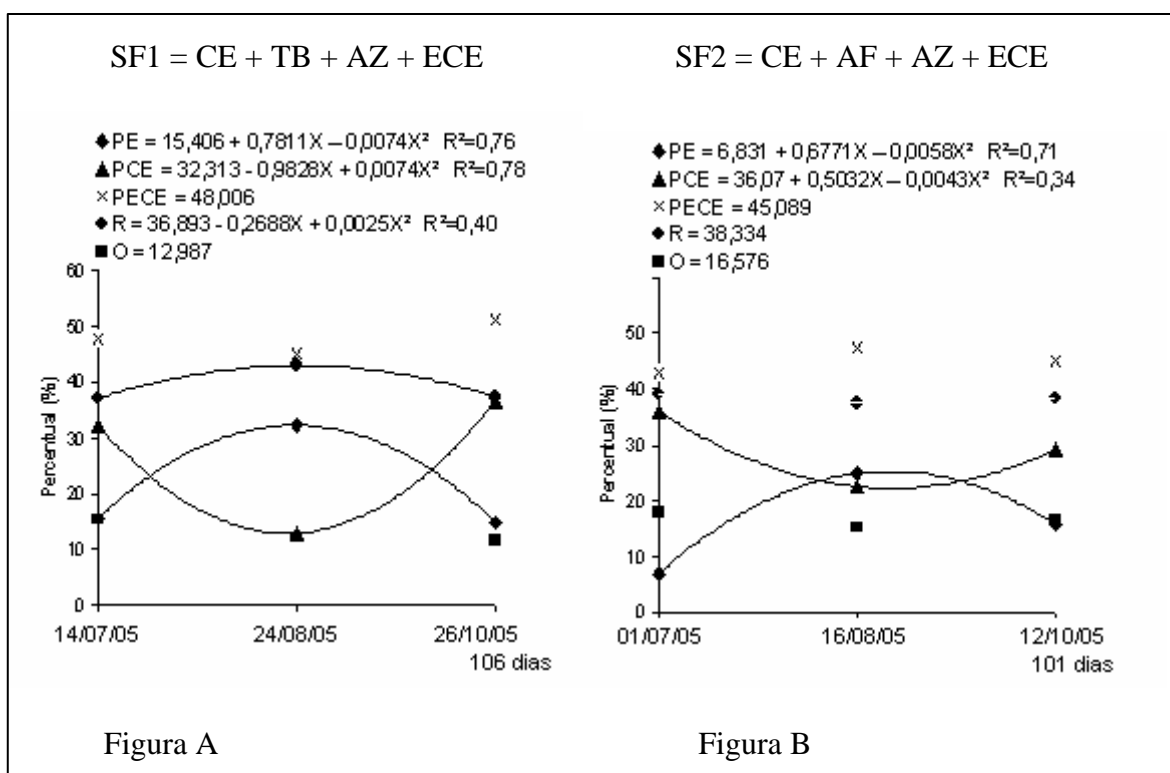 SF1 = CE + TB + AZ + ECE
SF2 = CE + AF + AZ + ECE
PE = 15,406 + 0,7811X – 0,0074X² R²=0,76
PCE = 32,313 - 0,9828X + 0,0074X² R²=0,78
PECE = 48,006
R = 36,893 - 0,2688X + 0,0025X² R²=0,40
O = 12,987
60
50
40
30
20
10
0
Percentual (%)
14/07/05
24/08/05
26/10/05
106 dias
PE = 6,831 + 0,6771X – 0,0058X² R²=0,71
PCE = 36,07 + 0,5032X – 0,0043X² R²=0,34
PECE = 45,089
R = 38,334
O = 16,576
50
40
30
20
10
0
Percentual (%)
01/07/05
16/08/05
12/10/05
101 dias
Figura A
Figura B